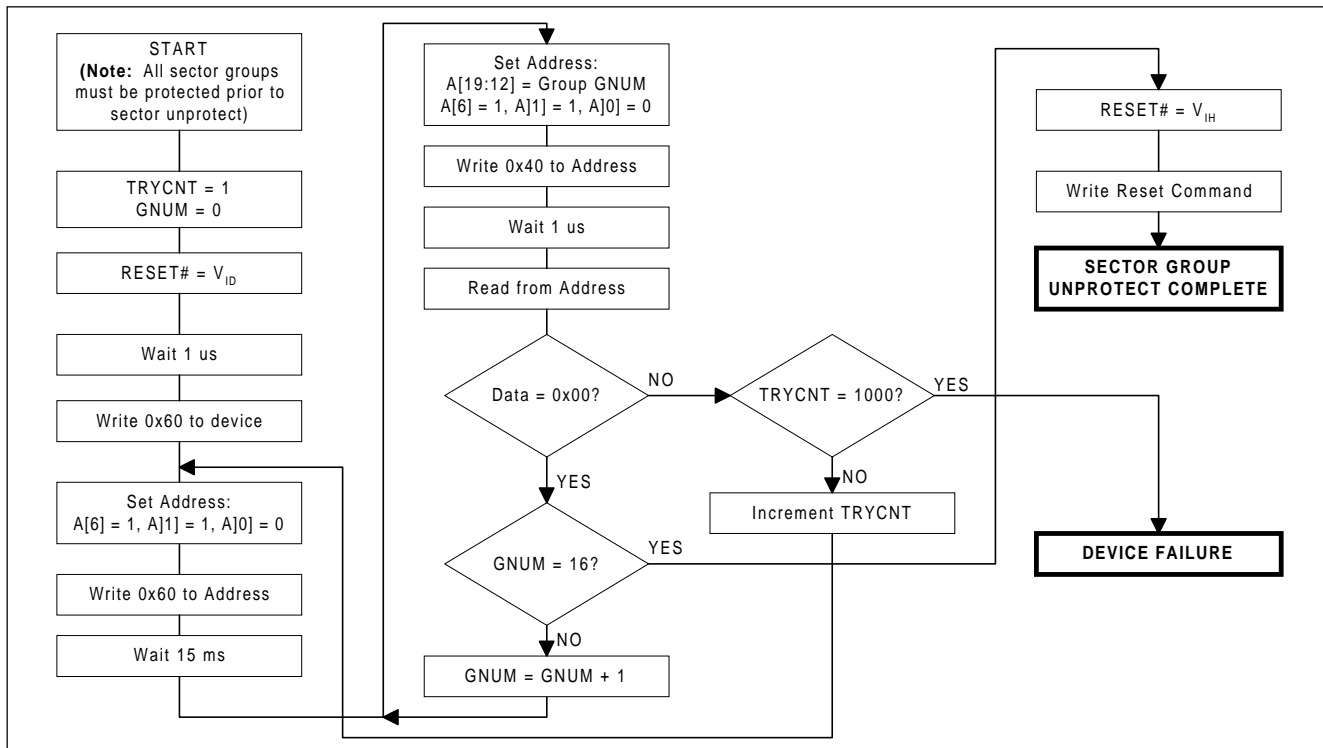 START
(Note: All sector groups
must be protected prior to
sector unprotect)
TRYCNT = 1
GNUM = 0
RESET# = VID
Wait 1 us
Write 0x60 to device
Set Address:
A[6] = 1, A]1] = 1, A]0] = 0
Write 0x60 to Address
Wait 15 ms
Set Address:
A[19:12] = Group GNUM
A[6] = 1, A]1] = 1, A]0] = 0
Write 0x40 to Address
Wait 1 us
Read from Address
Data = 0x00?
NO
YES
GNUM = 16?
YES
NO
GNUM = GNUM + 1
TRYCNT = 1000?
YES
NO
Increment TRYCNT
RESET# = VIH
Write Reset Command
SECTOR GROUP
UNPROTECT COMPLETE
DEVICE FAILURE